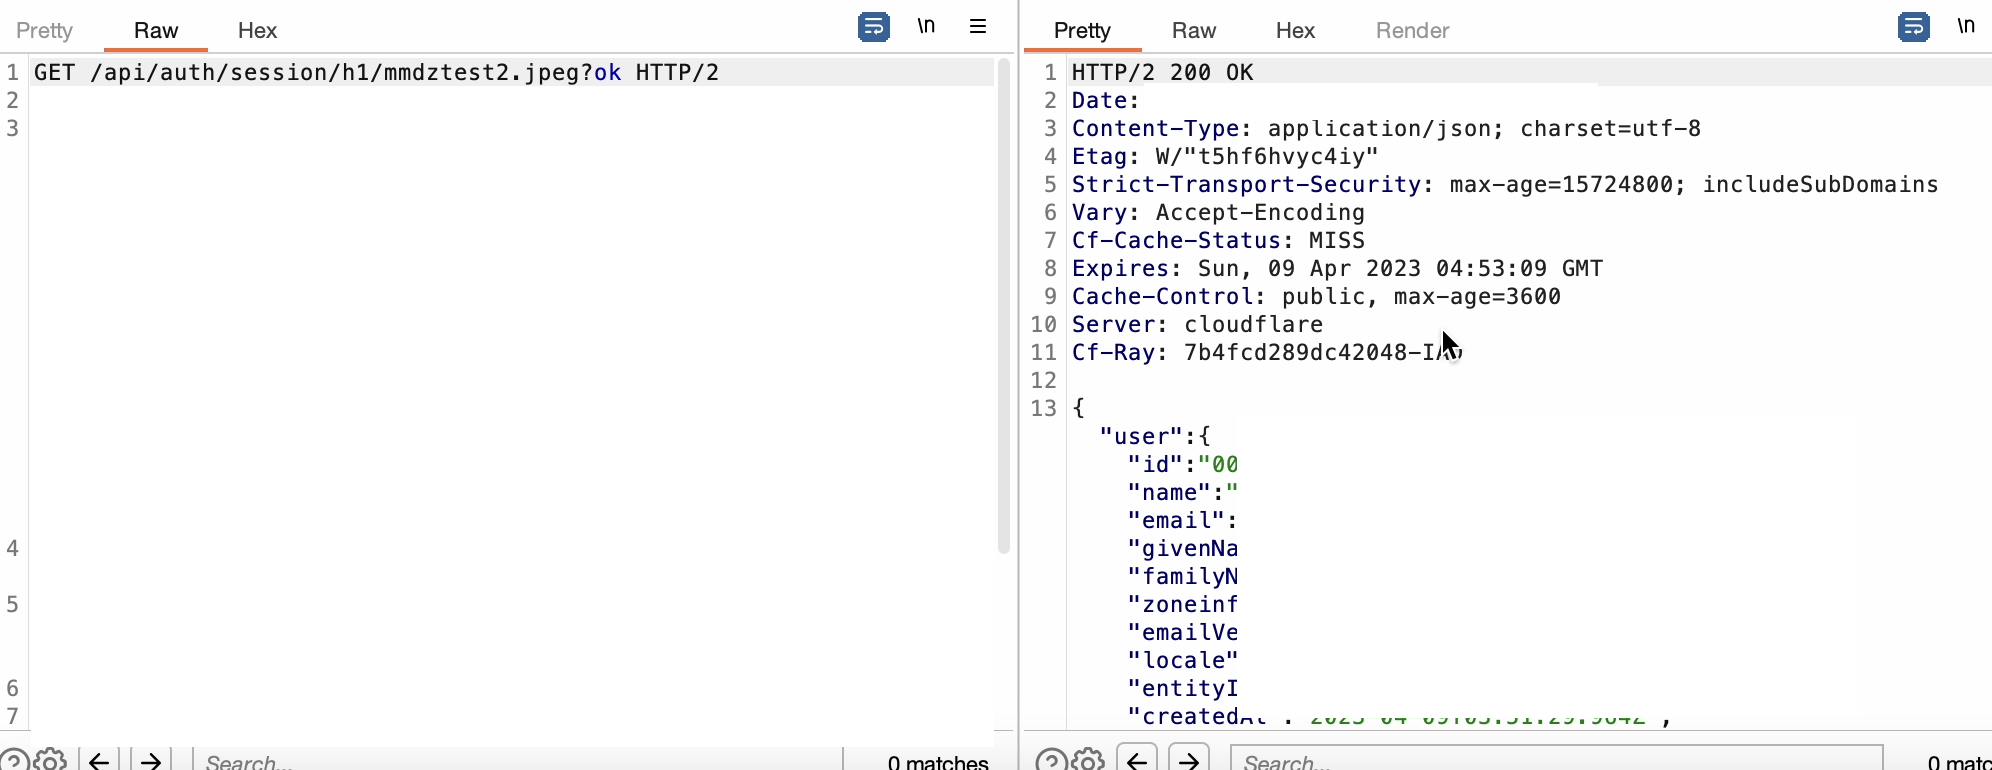 Pretty Raw Hex \n
1 GET /api/auth/session/h1/mmdztest2.jpeg?ok HTTP/2
2
3
4
5
6
7
Search...
0 matches
Pretty Raw Hex Render \n
1 HTTP/2 200 OK
2 Date:
3 Content-Type: application/json; charset=utf-8
4 Etag: W/"t5hf6hvyc4iy"
5 Strict-Transport-Security: max-age=15724800; includeSubDomains
6 Vary: Accept-Encoding
7 Cf-Cache-Status: MISS
8 Expires: Sun, 09 Apr 2023 04:53:09 GMT
9 Cache-Control: public, max-age=3600
10 Server: cloudflare
11 Cf-Ray: 7b4fcd289dc42048-I
12
13 {
"user":{
"id":"00
"name":"
"email":
"givenNa
"familyN
"zoneinf
"emailVe
"locale"
"entityI
"created
Search...
0 matc